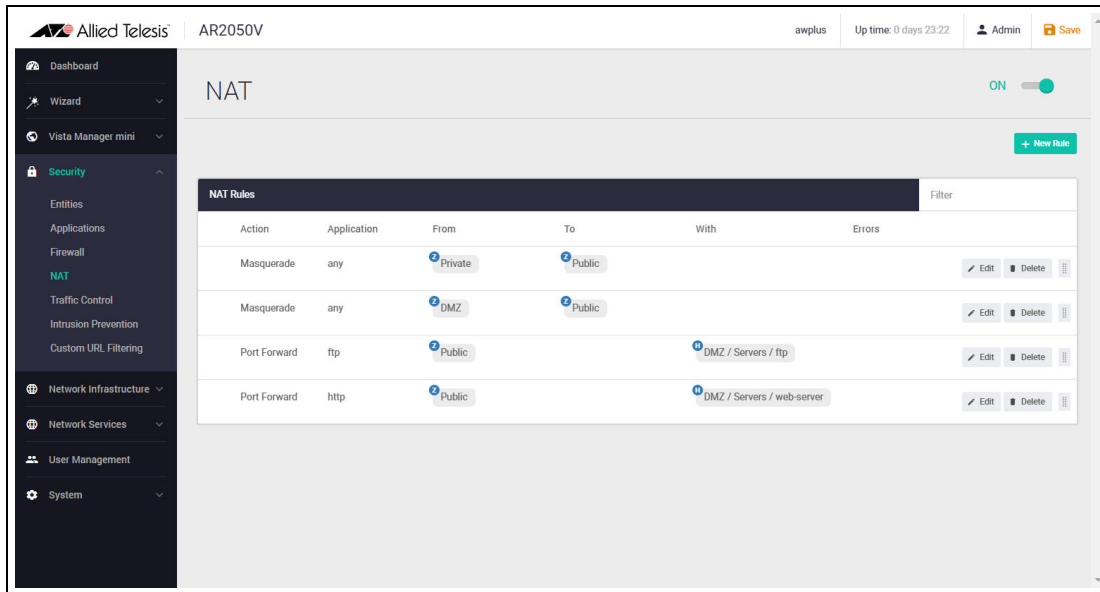 Allied Telesis AR2050V awplus Up time: 0 days 23:22 Admin Save
Dashboard
Wizard
Vista Manager mini
Security
Entities
Applications
Firewall
NAT
Traffic Control
Intrusion Prevention
Custom URL Filtering
Network Infrastructure
Network Services
User Management
System
NAT ON
+ New Rule
NAT Rules Filter
Action Application From To With Errors
Masquerade any Z Private Z Public Edit Delete
Masquerade any Z DMZ Z Public Edit Delete
Port Forward ftp Z Public H DMZ / Servers / ftp Edit Delete
Port Forward http Z Public H DMZ / Servers / web-server Edit Delete